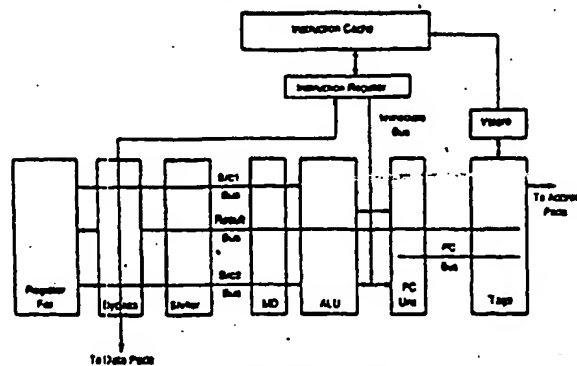 Instruction Cache
Instruction Register
Immediate
Bus
Src1
Bus
Result
Bus
Src2
Bus
PC
Bus
Register
File
Bypass
Shifter
MD
ALU
PC
Unit
Tags
To Address
Pads
To Data Pads